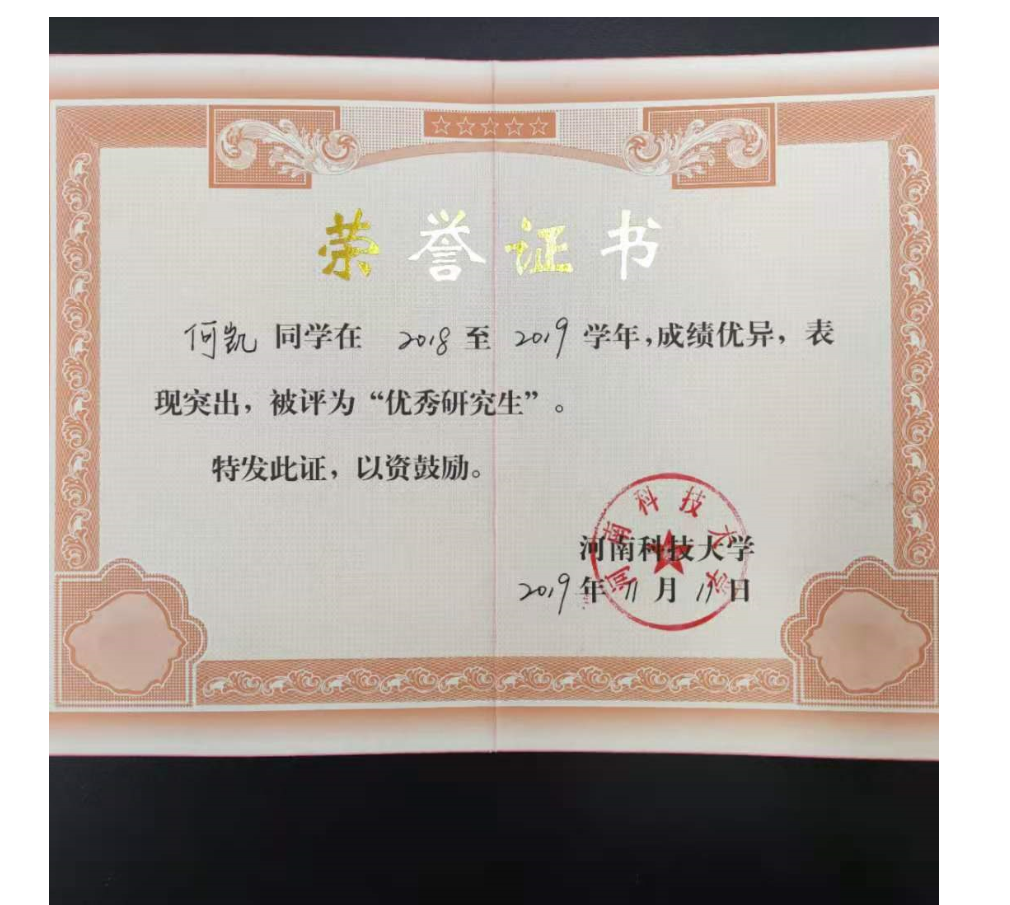 荣誉证书
何凯 同学在 2018 至 2019 学年,成绩优异，表
现突出，被评为“优秀研究生”。
特发此证，以资鼓励。
河南科技大学
河南科技大学
2019 年 11 月 日